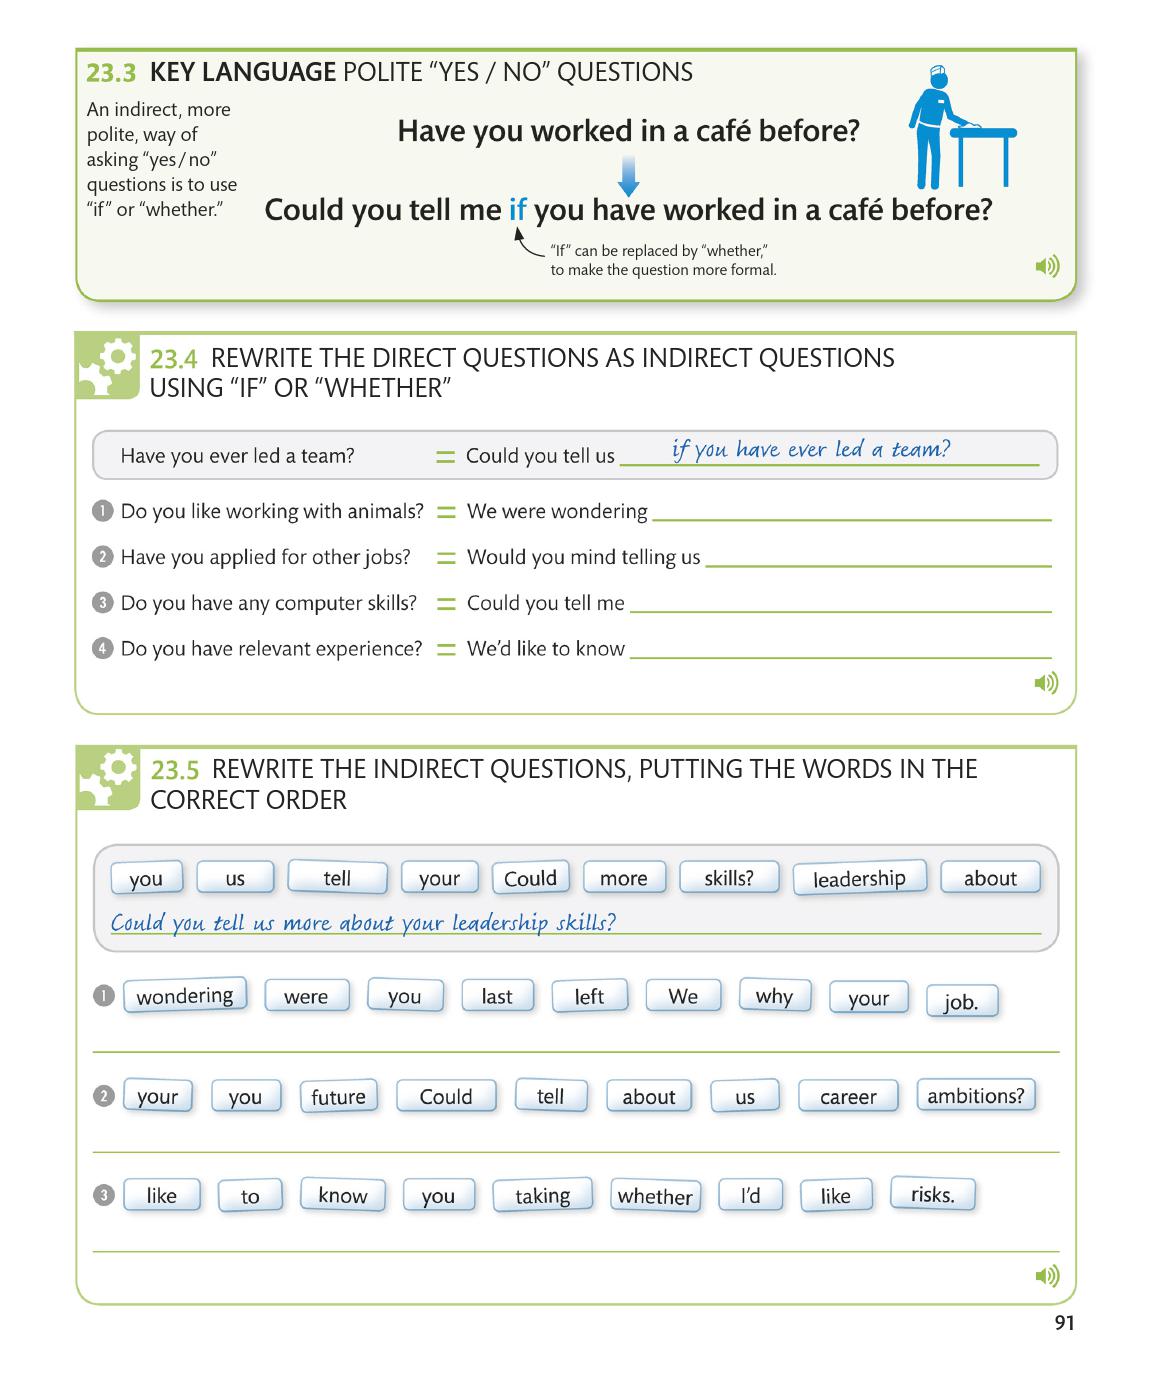 23.3 KEY LANGUAGE POLITE “YES / NO” QUESTIONS
An indirect, more
polite, way of
asking “yes / no”
questions is to use
“if” or “whether.”
Have you worked in a café before?
Could you tell me if you have worked in a café before?
“If” can be replaced by “whether,”
to make the question more formal.
23.4 REWRITE THE DIRECT QUESTIONS AS INDIRECT QUESTIONS
USING “IF” OR “WHETHER”
Have you ever led a team? = Could you tell us if you have ever led a team?
1 Do you like working with animals? = We were wondering
2 Have you applied for other jobs? = Would you mind telling us
3 Do you have any computer skills? = Could you tell me
4 Do you have relevant experience? = We’d like to know
23.5 REWRITE THE INDIRECT QUESTIONS, PUTTING THE WORDS IN THE
CORRECT ORDER
you us tell your Could more skills? leadership about
Could you tell us more about your leadership skills?
1 wondering were you last left We why your job.
2 your you future Could tell about us career ambitions?
3 like to know you taking whether I’d like risks.
91